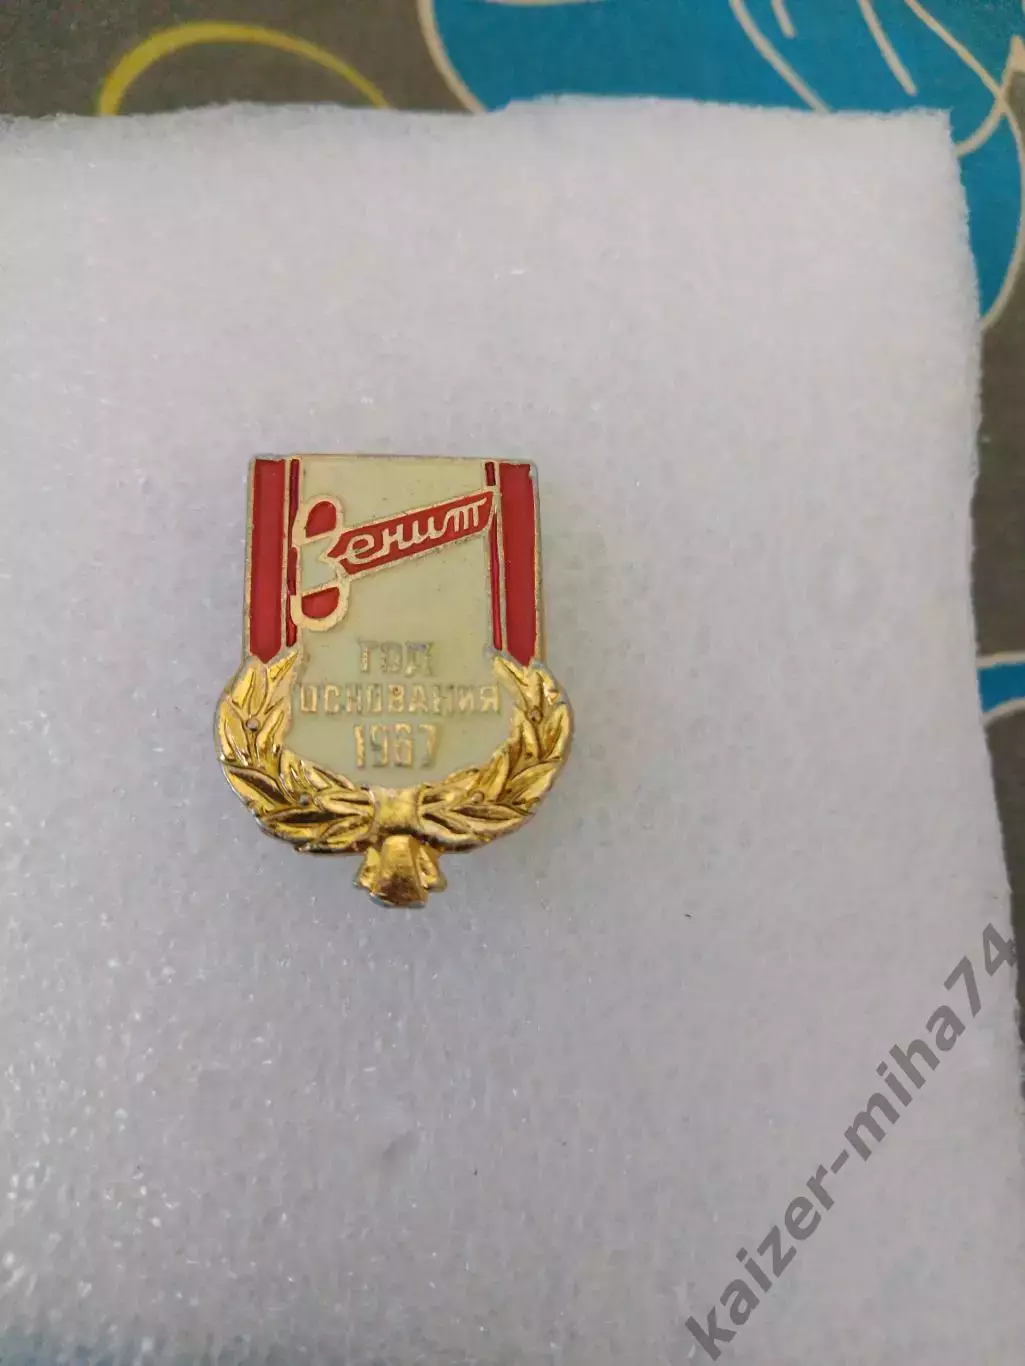 Зенит
ГОД
ОСНОВАНИЯ
1967
kaizer-miha74